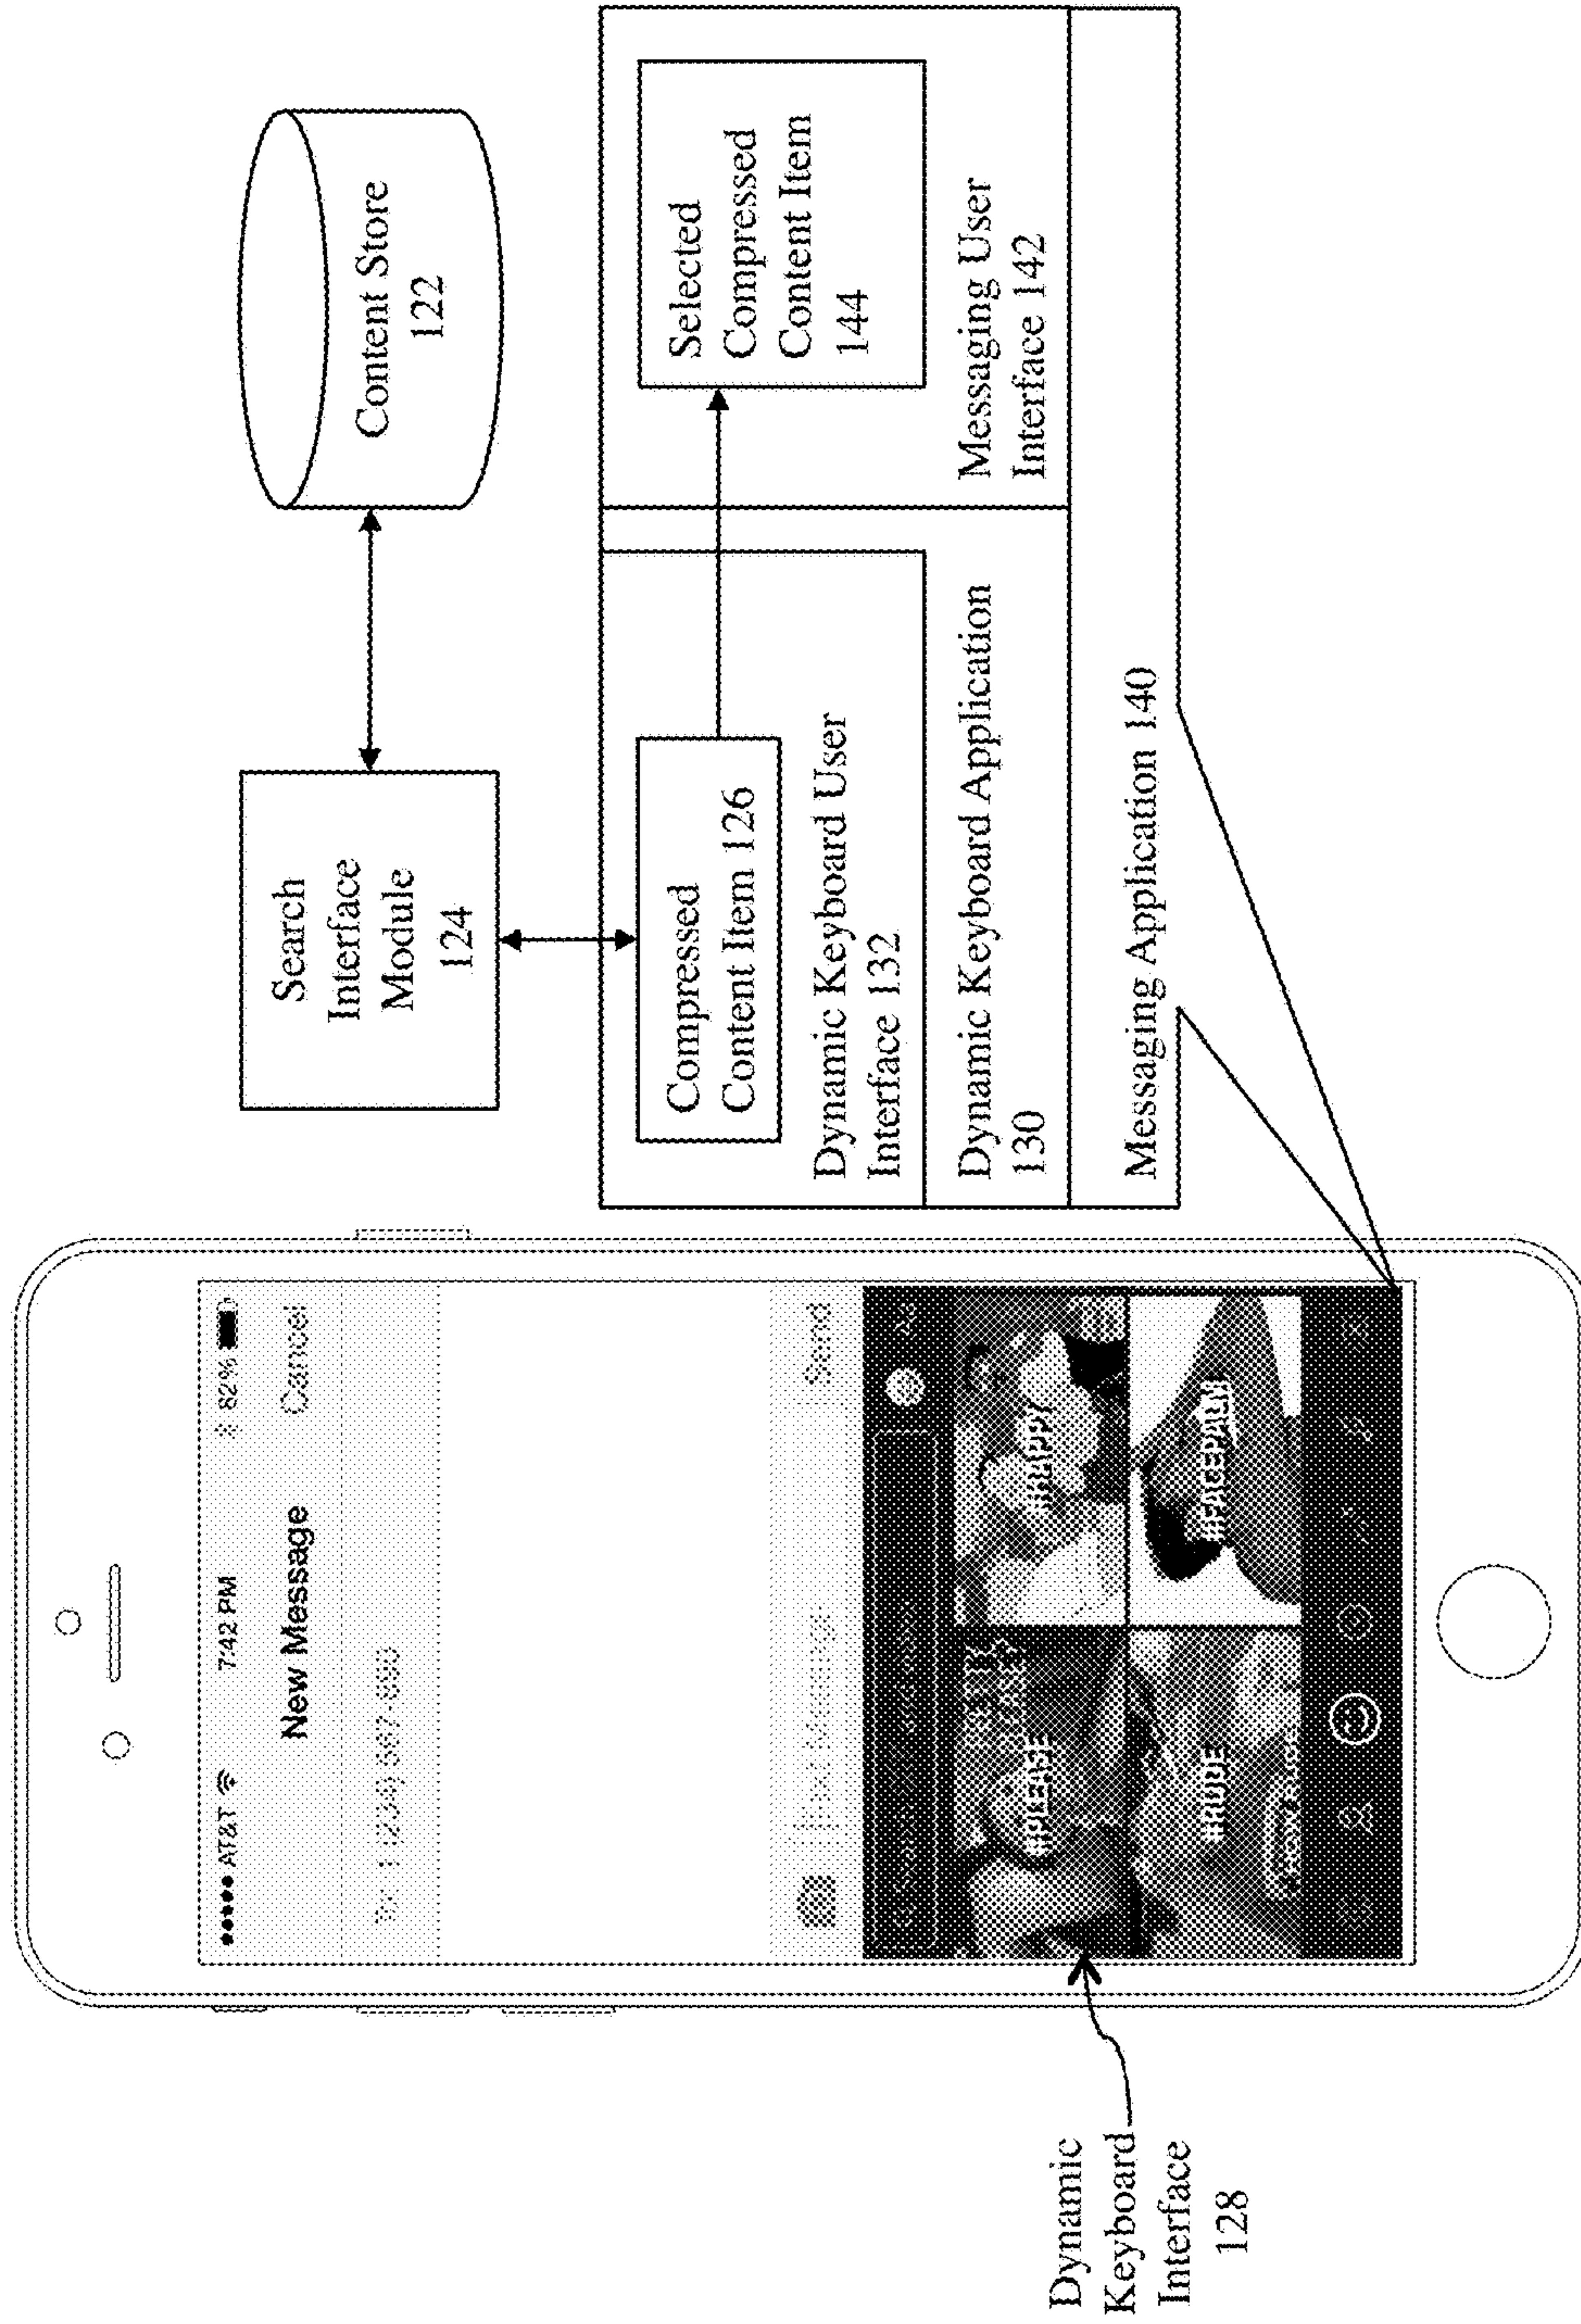 AT&T
7:42 PM
82%
New Message
Cancel
Send
#PLEASE
#HAPPY
#RUDE
#FACEPALM
Dynamic
Keyboard
Interface
128
Search
Interface
Module
124
Content Store
122
Compressed
Content Item 126
Dynamic Keyboard User
Interface 132
Dynamic Keyboard Application
130
Selected
Compressed
Content Item
144
Messaging User
Interface 142
Messaging Application 140